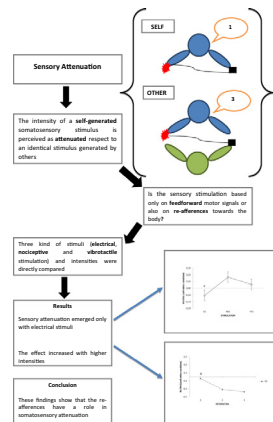 SELF
1
Sensory Attenuation
OTHER
3
The intensity of a self-generated
somatosensory stimulus is
perceived as attenuated respect to
an identical stimulus generated by
others
Is the sensory stimulation based
only on feedforward motor signals or
also on re-afferences towards the
body?
Three kind of stimuli (electrical,
nociceptive and vibrotactile
stimulation) and intensities were
directly compared
Results
Sensory attenuation emerged only
with electrical stimuli
The effect increased with higher
intensities
Conclusion
These findings show that the re-
afferences have a role in
somatosensory attenuation